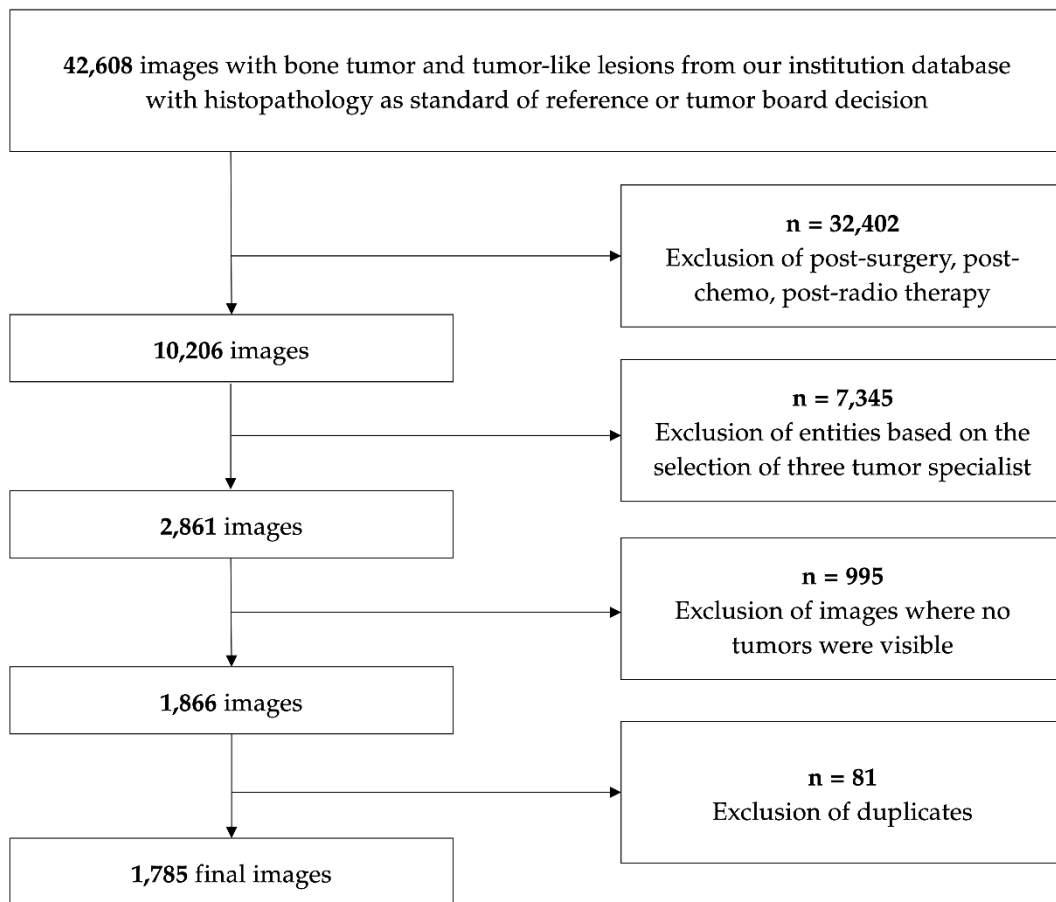 42,608 images with bone tumor and tumor-like lesions from our institution database
with histopathology as standard of reference or tumor board decision
n = 32,402
Exclusion of post-surgery, post-
chemo, post-radio therapy
10,206 images
n = 7,345
Exclusion of entities based on the
selection of three tumor specialist
2,861 images
n = 995
Exclusion of images where no
tumors were visible
1,866 images
n = 81
Exclusion of duplicates
1,785 final images